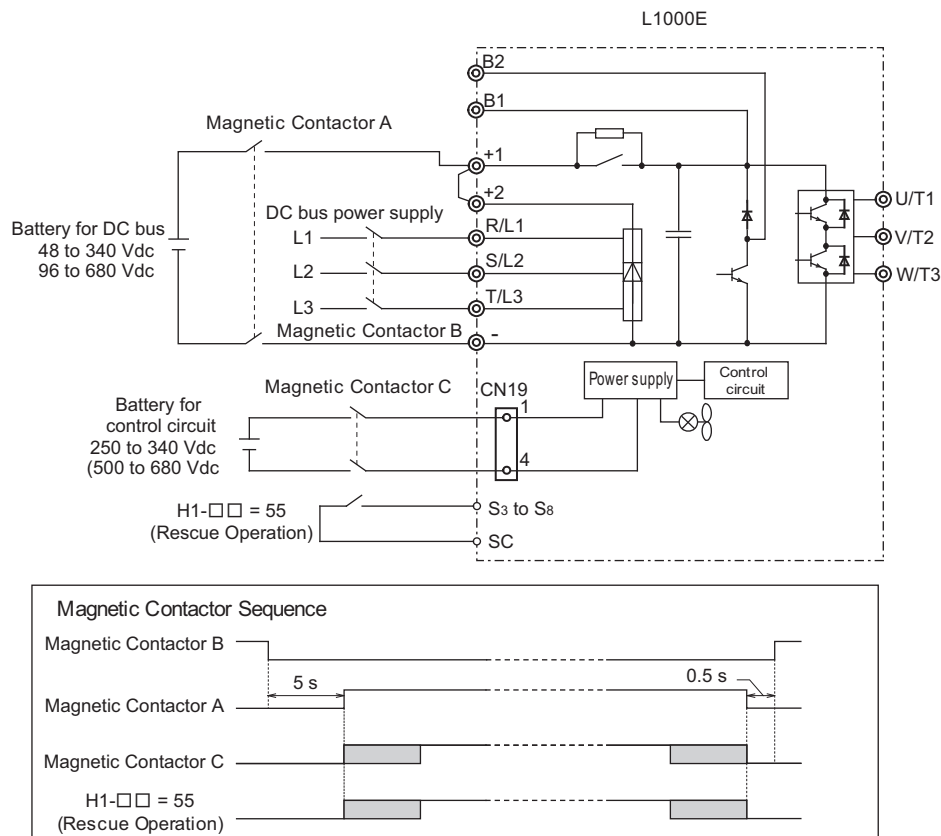 L1000E
B2
B1
Magnetic Contactor A
+1
+2
Battery for DC bus
48 to 340 Vdc
96 to 680 Vdc
DC bus power supply
L1
L2
L3
R/L1
S/L2
T/L3
-
Magnetic Contactor B
U/T1
V/T2
W/T3
Power supply
Control
circuit
Magnetic Contactor C
CN19
1
4
Battery for
control circuit
250 to 340 Vdc
(500 to 680 Vdc
H1-□□ = 55
(Rescue Operation)
S3 to S8
SC
Magnetic Contactor Sequence
Magnetic Contactor B
5 s
0.5 s
Magnetic Contactor A
Magnetic Contactor C
H1-□□ = 55
(Rescue Operation)